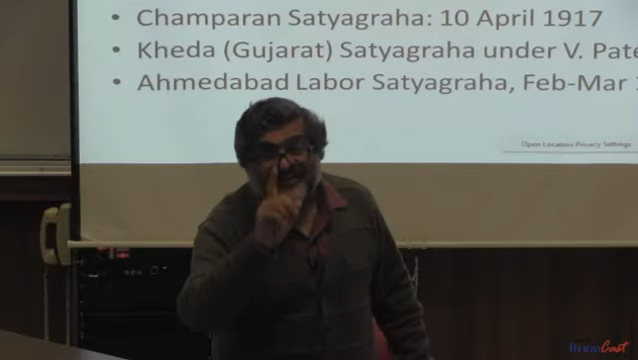 Champaran Satyagraha: 10 April 1917
• Kheda (Gujarat) Satyagraha under V. Pate
• Ahmedabad Labor Satyagraha, Feb-Mar
Open Location Privacy Settings